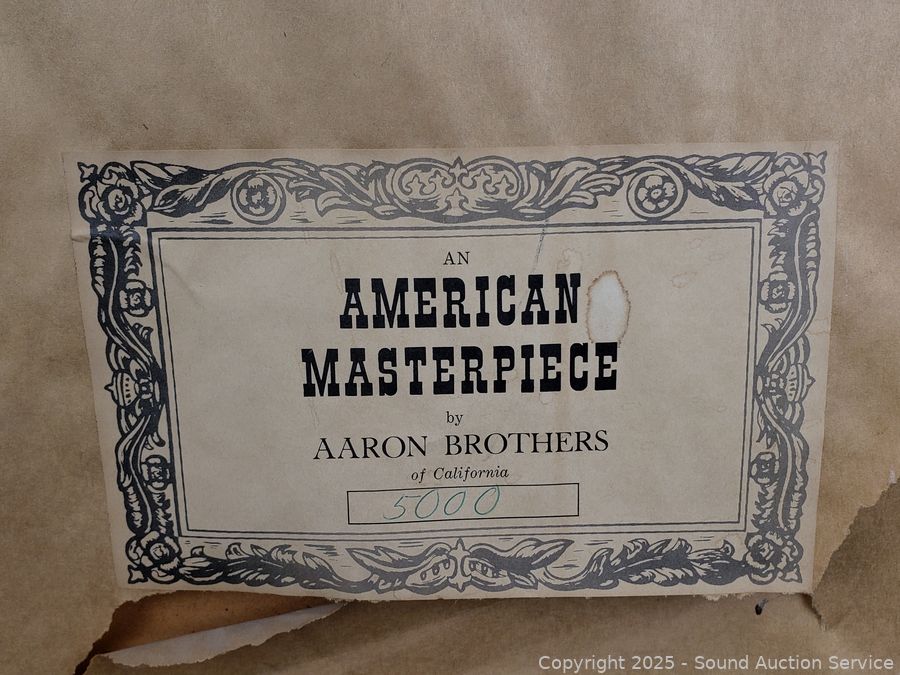 AN
AMERICAN
MASTERPIECE
by
AARON BROTHERS
of California
5000
Copyright 2025 - Sound Auction Service